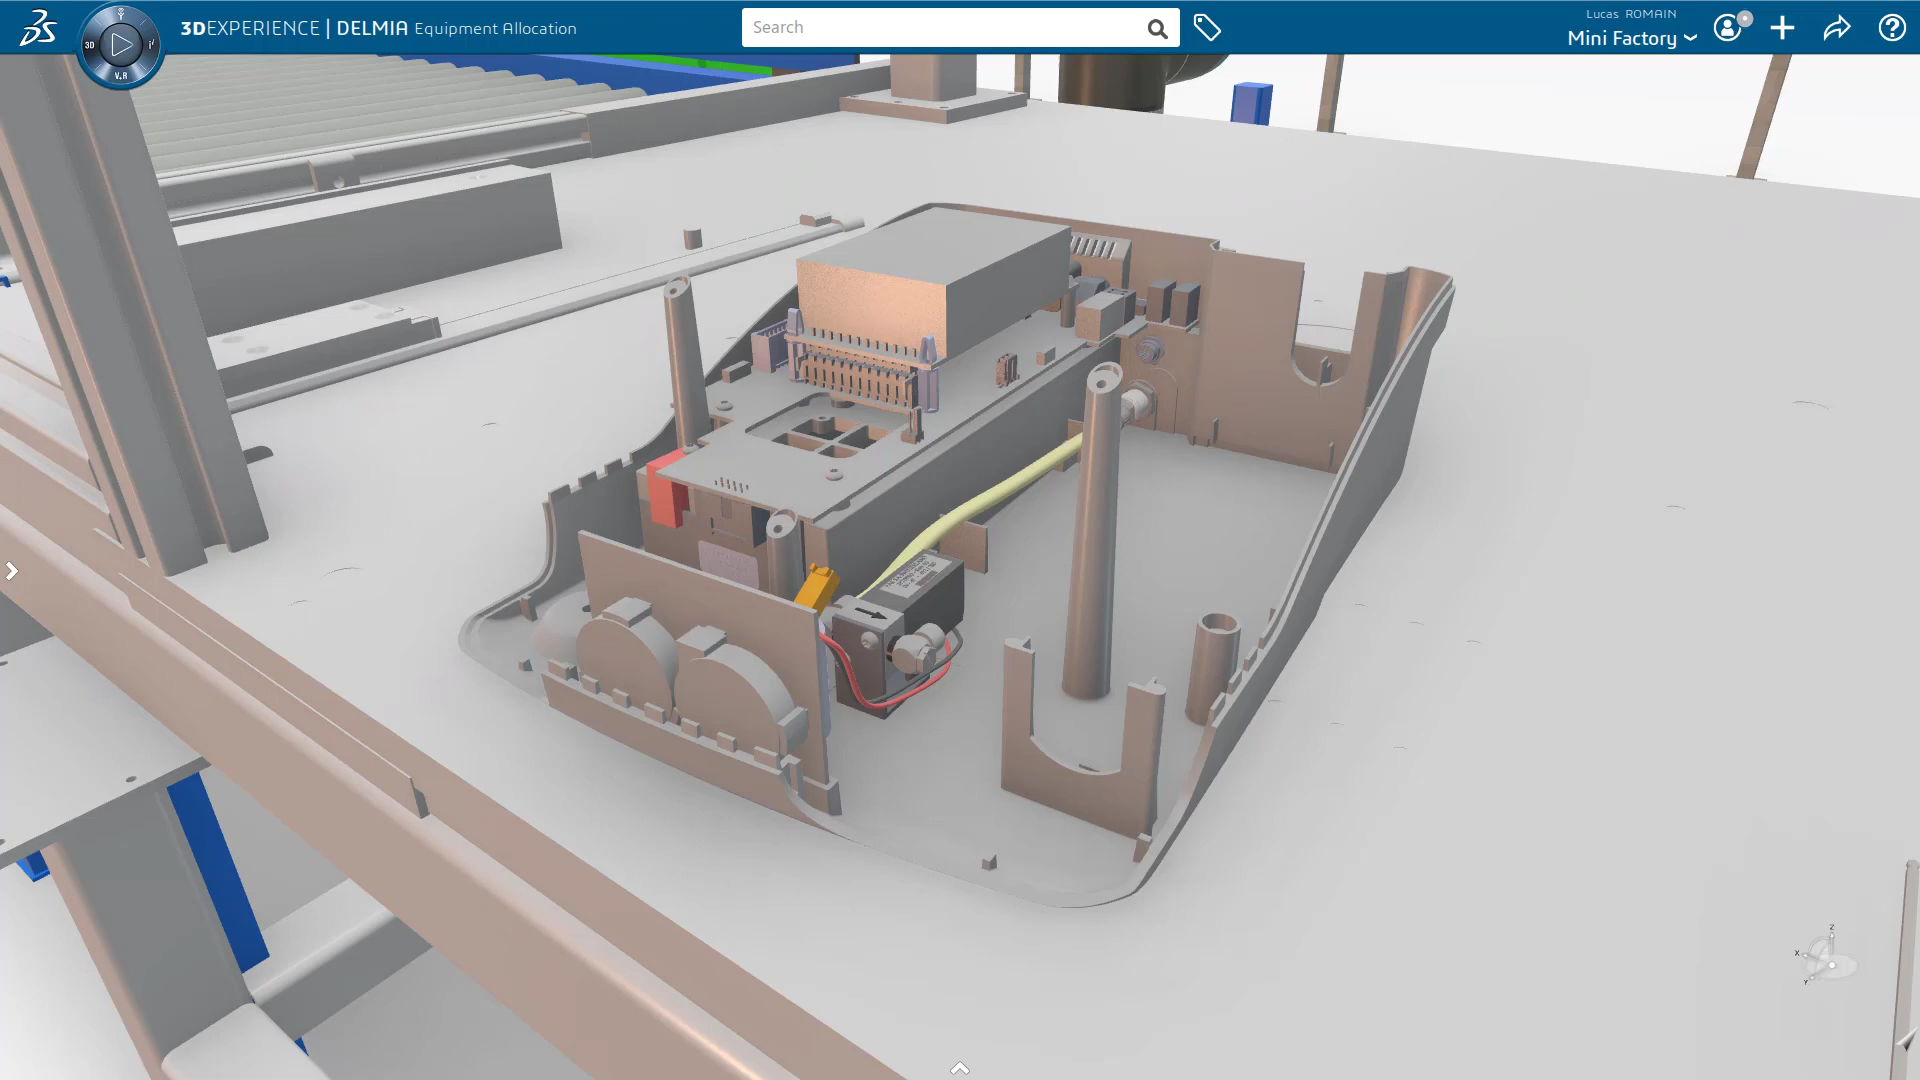 3DEXPERIENCE | DELMIA Equipment Allocation
Search
Lucas ROMAIN
Mini Factory
3D
V.R
Z
X
Y